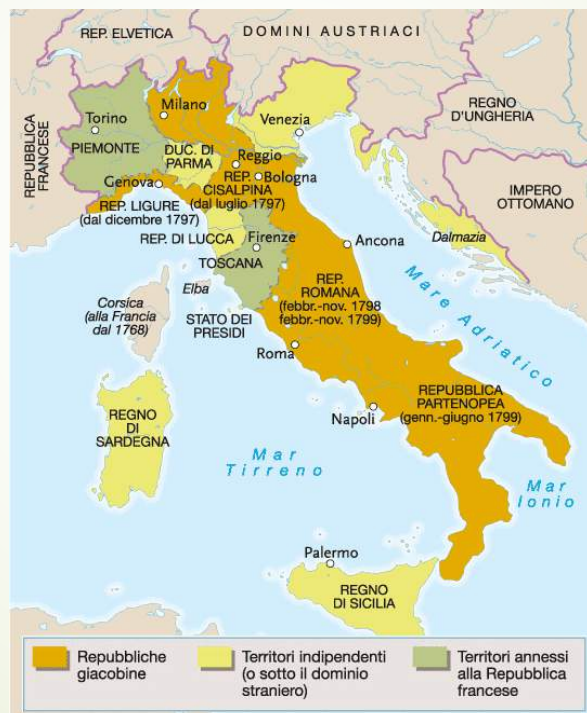 REP. ELVETICA
DOMINI AUSTRIACI
REPUBBLICA
FRANCESE
Torino
PIEMONTE
Milano
Venezia
REGNO
D'UNGHERIA
DUC. DI
PARMA
Reggio
Genova
REP.
CISALPINA
(dal luglio 1797)
Bologna
IMPERO
OTTOMANO
REP. LIGURE
(dal dicembre 1797)
REP. DI LUCCA
Firenze
TOSCANA
Ancona
Dalmazia
Elba
Corsica
(alla Francia
dal 1768)
STATO DEI
PRESIDI
REP.
ROMANA
(febbr.-nov. 1798
febbr.-nov. 1799)
Mare Adriatico
Roma
REGNO
DI SARDEGNA
Napoli
REPUBBLICA
PARTENOPEA
(genn.-giugno 1799)
Mar
Tirreno
Mar
Ionio
Palermo
REGNO
DI SICILIA
Repubbliche
giacobine
Territori indipendenti
(o sotto il dominio
straniero)
Territori annessi
alla Repubblica
francese